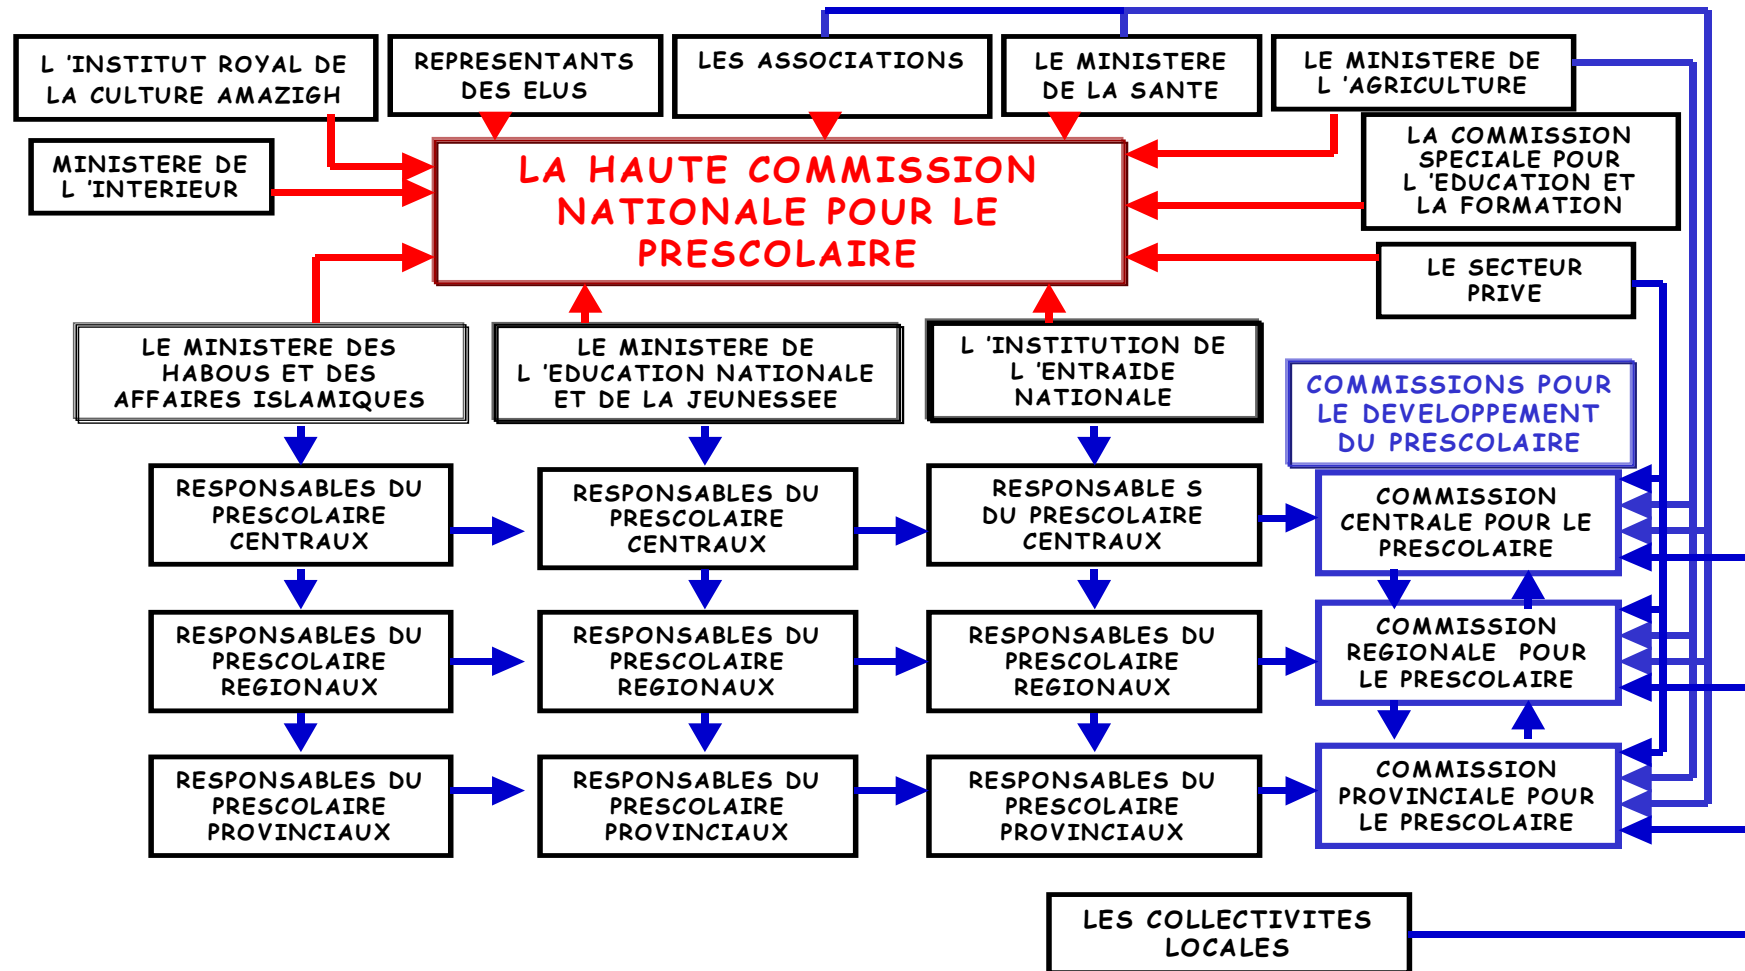 L 'INSTITUT ROYAL DE
LA CULTURE AMAZIGH
REPRESENTANTS
DES ELUS
LES ASSOCIATIONS
LE MINISTERE
DE LA SANTE
LE MINISTERE DE
L 'AGRICULTURE
MINISTERE DE
L 'INTERIEUR
LA HAUTE COMMISSION
NATIONALE POUR LE
PRESCOLAIRE
LA COMMISSION
SPECIALE POUR
L 'EDUCATION ET
LA FORMATION
LE SECTEUR
PRIVE
LE MINISTERE DES
HABOUS ET DES
AFFAIRES ISLAMIQUES
LE MINISTERE DE
L 'EDUCATION NATIONALE
ET DE LA JEUNESSEE
L 'INSTITUTION DE
L 'ENTRAIDE
NATIONALE
COMMISSIONS POUR
LE DEVELOPPEMENT
DU PRESCOLAIRE
RESPONSABLES DU
PRESCOLAIRE
CENTRAUX
RESPONSABLES DU
PRESCOLAIRE
CENTRAUX
RESPONSABLE S
DU PRESCOLAIRE
CENTRAUX
COMMISSION
CENTRALE POUR LE
PRESCOLAIRE
RESPONSABLES DU
PRESCOLAIRE
REGIONAUX
RESPONSABLES DU
PRESCOLAIRE
REGIONAUX
RESPONSABLES DU
PRESCOLAIRE
REGIONAUX
COMMISSION
REGIONALE POUR
LE PRESCOLAIRE
RESPONSABLES DU
PRESCOLAIRE
PROVINCIAUX
RESPONSABLES DU
PRESCOLAIRE
PROVINCIAUX
RESPONSABLES DU
PRESCOLAIRE
PROVINCIAUX
COMMISSION
PROVINCIALE POUR
LE PRESCOLAIRE
LES COLLECTIVITES
LOCALES